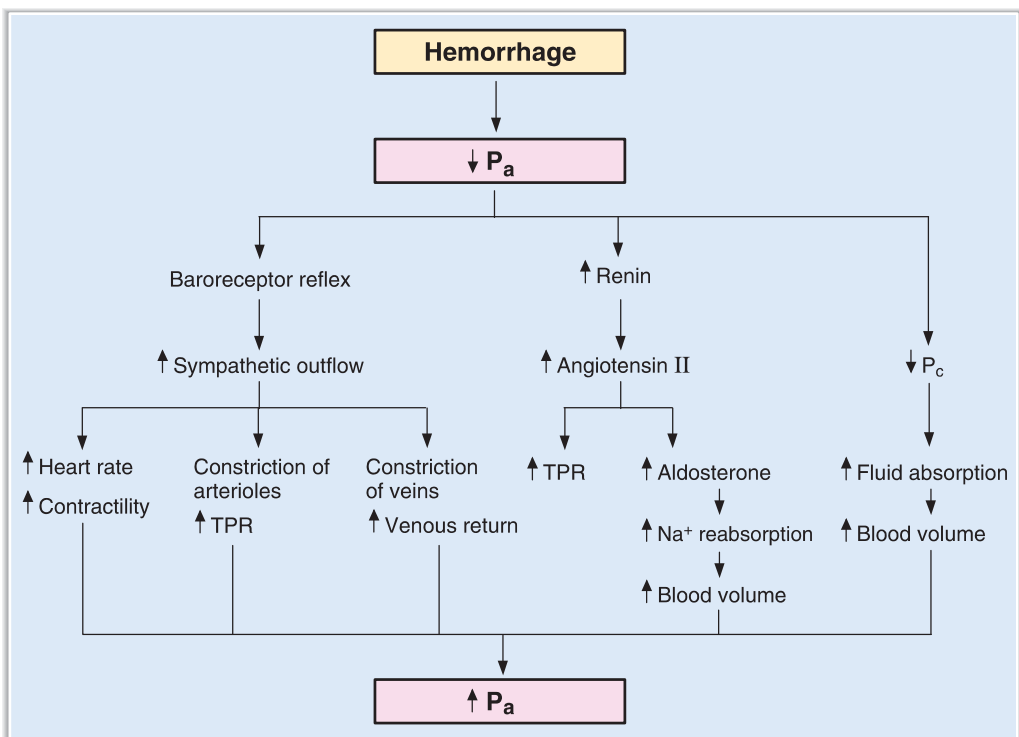 Hemorrhage
↓ Pa
Baroreceptor reflex
↑ Renin
↑ Sympathetic outflow
↑ Angiotensin II
↓ Pc
↑ Heart rate
↑ Contractility
Constriction of
arterioles
↑ TPR
Constriction
of veins
↑ Venous return
↑ TPR
↑ Aldosterone
↑ Na⁺ reabsorption
↑ Blood volume
↑ Fluid absorption
↑ Blood volume
↑ Pa